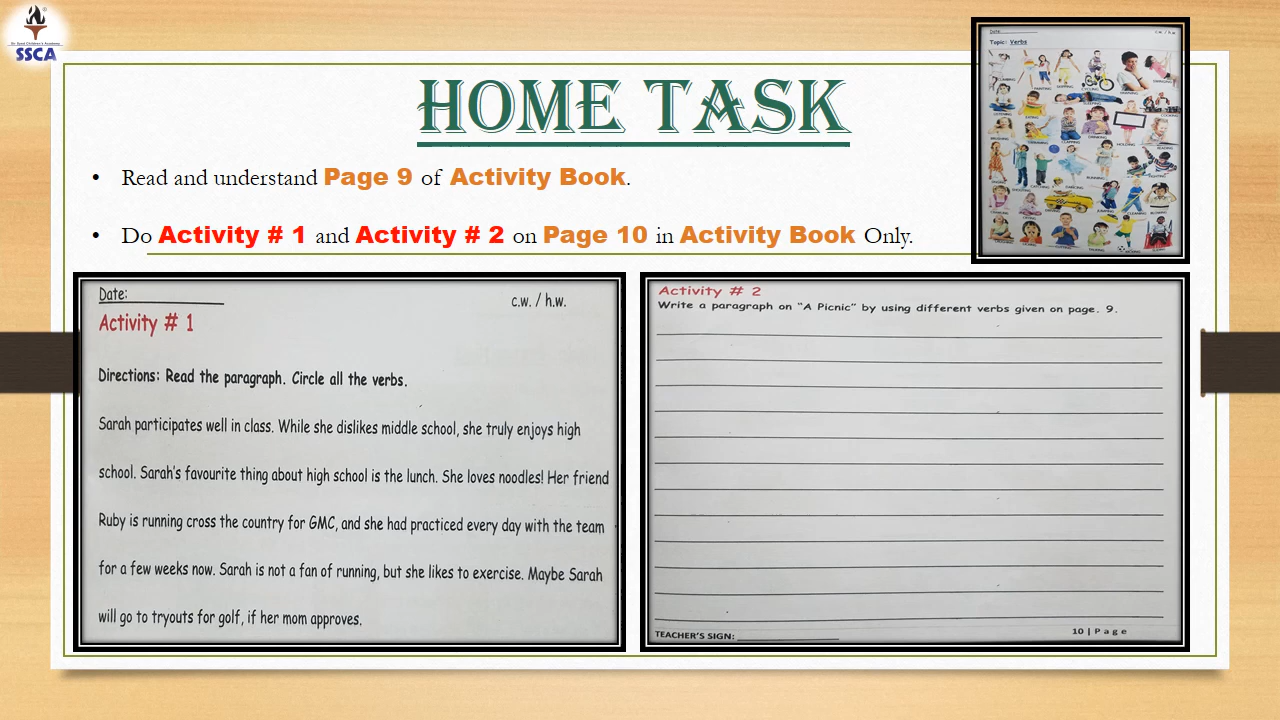 SSCA
HOME TASK
• Read and understand Page 9 of Activity Book.
• Do Activity # 1 and Activity # 2 on Page 10 in Activity Book Only.
Date:
c.w. / h.w.
Topic: Verbs
Date:
c.w. / h.w.
Activity # 1
Directions: Read the paragraph. Circle all the verbs.
Sarah participates well in class. While she dislikes middle school, she truly enjoys high
school. Sarah's favourite thing about high school is the lunch. She loves noodles! Her friend
Ruby is running cross the country for GMC, and she had practiced every day with the team
for a few weeks now. Sarah is not a fan of running, but she likes to exercise. Maybe Sarah
will go to tryouts for golf, if her mom approves.
Activity # 2
Write a paragraph on "A Picnic" by using different verbs given on page. 9.
TEACHER'S SIGN:
10 | Page